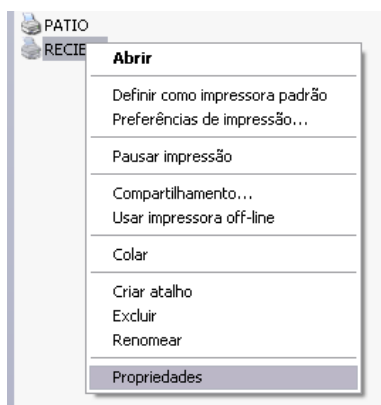 PATIO
RECIE
Abrir
Definir como impressora padrão
Preferências de impressão...
Pausar impressão
Compartilhamento...
Usar impressora off-line
Colar
Criar atalho
Excluir
Renomear
Propriedades